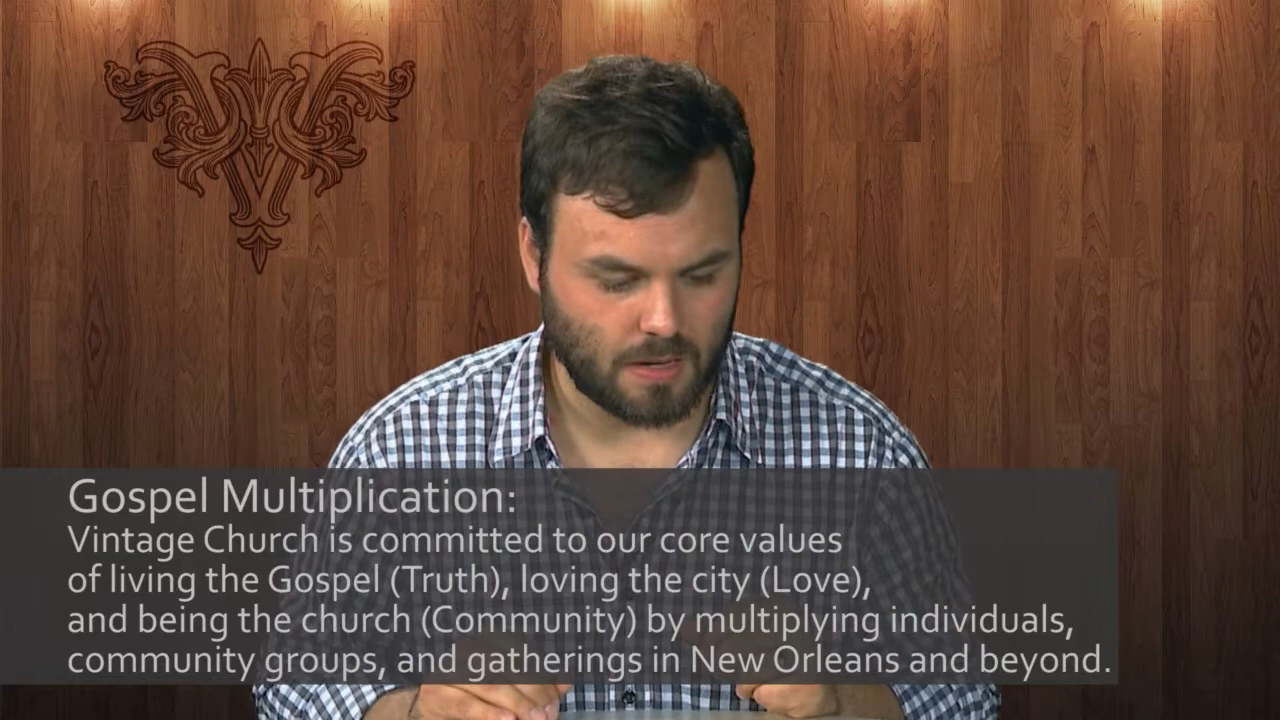 Gospel Multiplication:
Vintage Church is committed to our core values
of living the Gospel (Truth), loving the city (Love),
and being the church (Community) by multiplying individuals,
community groups, and gatherings in New Orleans and beyond.